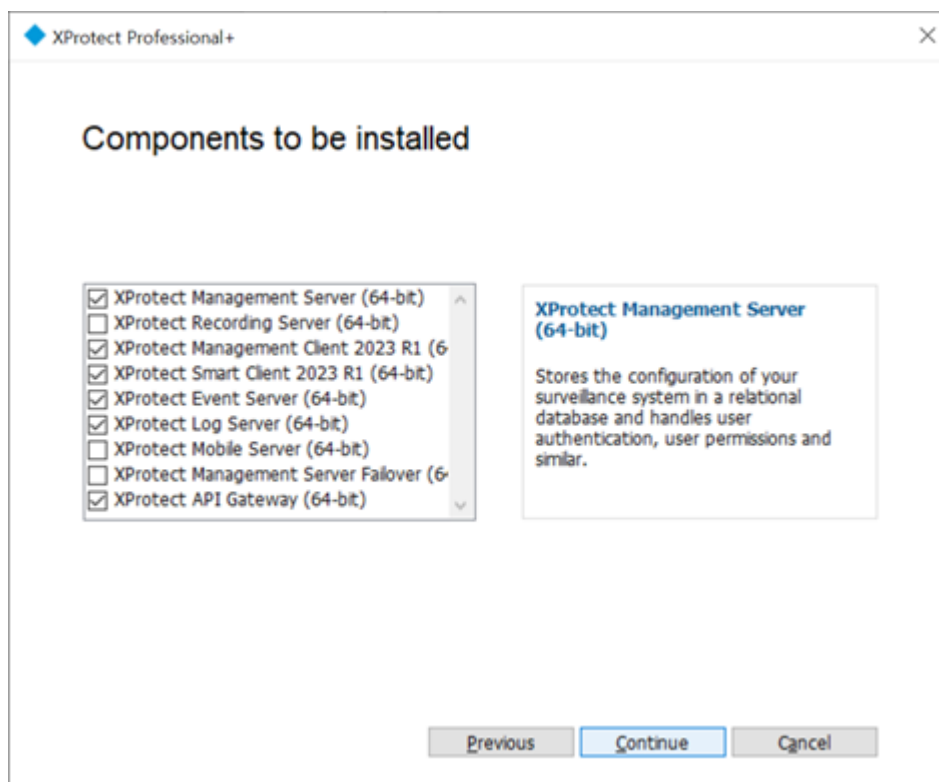 XProtect Professional+
Components to be installed
XProtect Management Server (64-bit)
XProtect Recording Server (64-bit)
XProtect Management Client 2023 R1 (6
XProtect Smart Client 2023 R1 (64-bit)
XProtect Event Server (64-bit)
XProtect Log Server (64-bit)
XProtect Mobile Server (64-bit)
XProtect Management Server Failover (6
XProtect API Gateway (64-bit)
XProtect Management Server
(64-bit)
Stores the configuration of your
surveillance system in a relational
database and handles user
authentication, user permissions and
similar.
Previous
Continue
Cancel